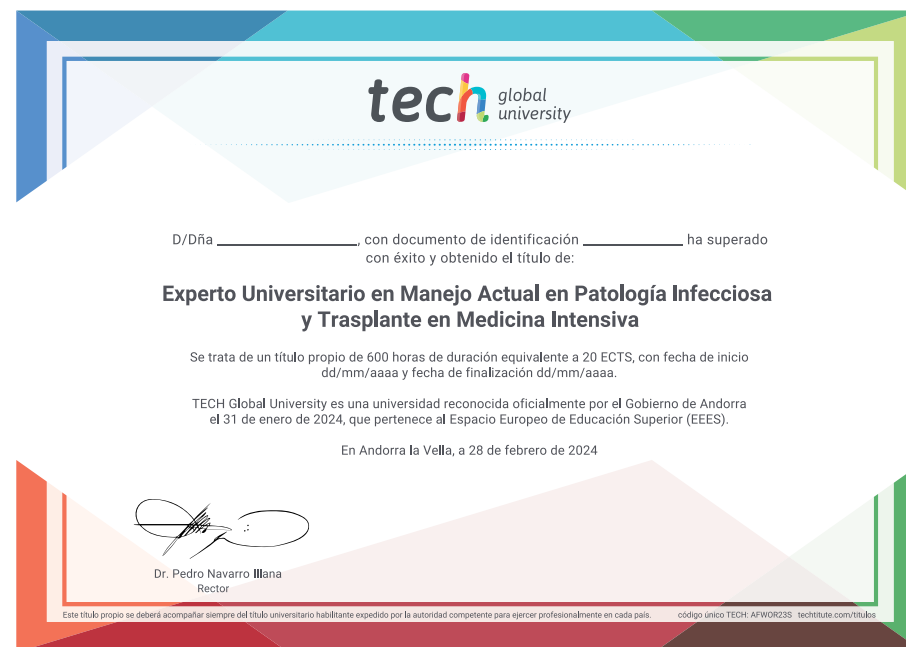 tech global university
D/Dña ____________, con documento de identificación ____________ ha superado
con éxito y obtenido el título de:
Experto Universitario en Manejo Actual en Patología Infecciosa
y Trasplante en Medicina Intensiva
Se trata de un título propio de 600 horas de duración equivalente a 20 ECTS, con fecha de inicio
dd/mm/aaaa y fecha de finalización dd/mm/aaaa.
TECH Global University es una universidad reconocida oficialmente por el Gobierno de Andorra
el 31 de enero de 2024, que pertenece al Espacio Europeo de Educación Superior (EEES).
En Andorra la Vella, a 28 de febrero de 2024
Dr. Pedro Navarro Illana
Rector
Este título propio se deberá acompañar siempre del título universitario habilitante expedido por la autoridad competente para ejercer profesionalmente en cada país. código único TECH: AFWOR23S techtitute.com/titulos